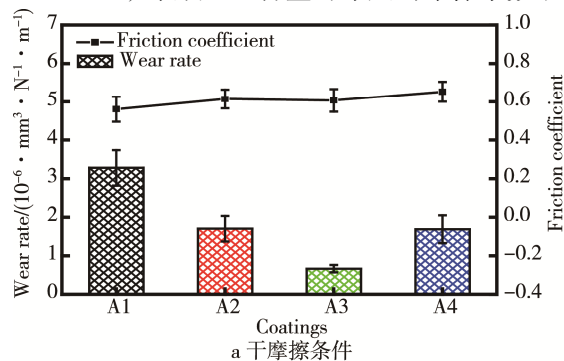 7
6
5
4
3
2
1
0
Wear rate/(10⁻⁶・mm³・N⁻¹・m⁻¹)
Friction coefficient
Wear rate
1.0
0.8
0.6
0.4
0.2
0.0
−0.2
−0.4
Friction coefficient
A1 A2 A3 A4
Coatings
a 干摩擦条件